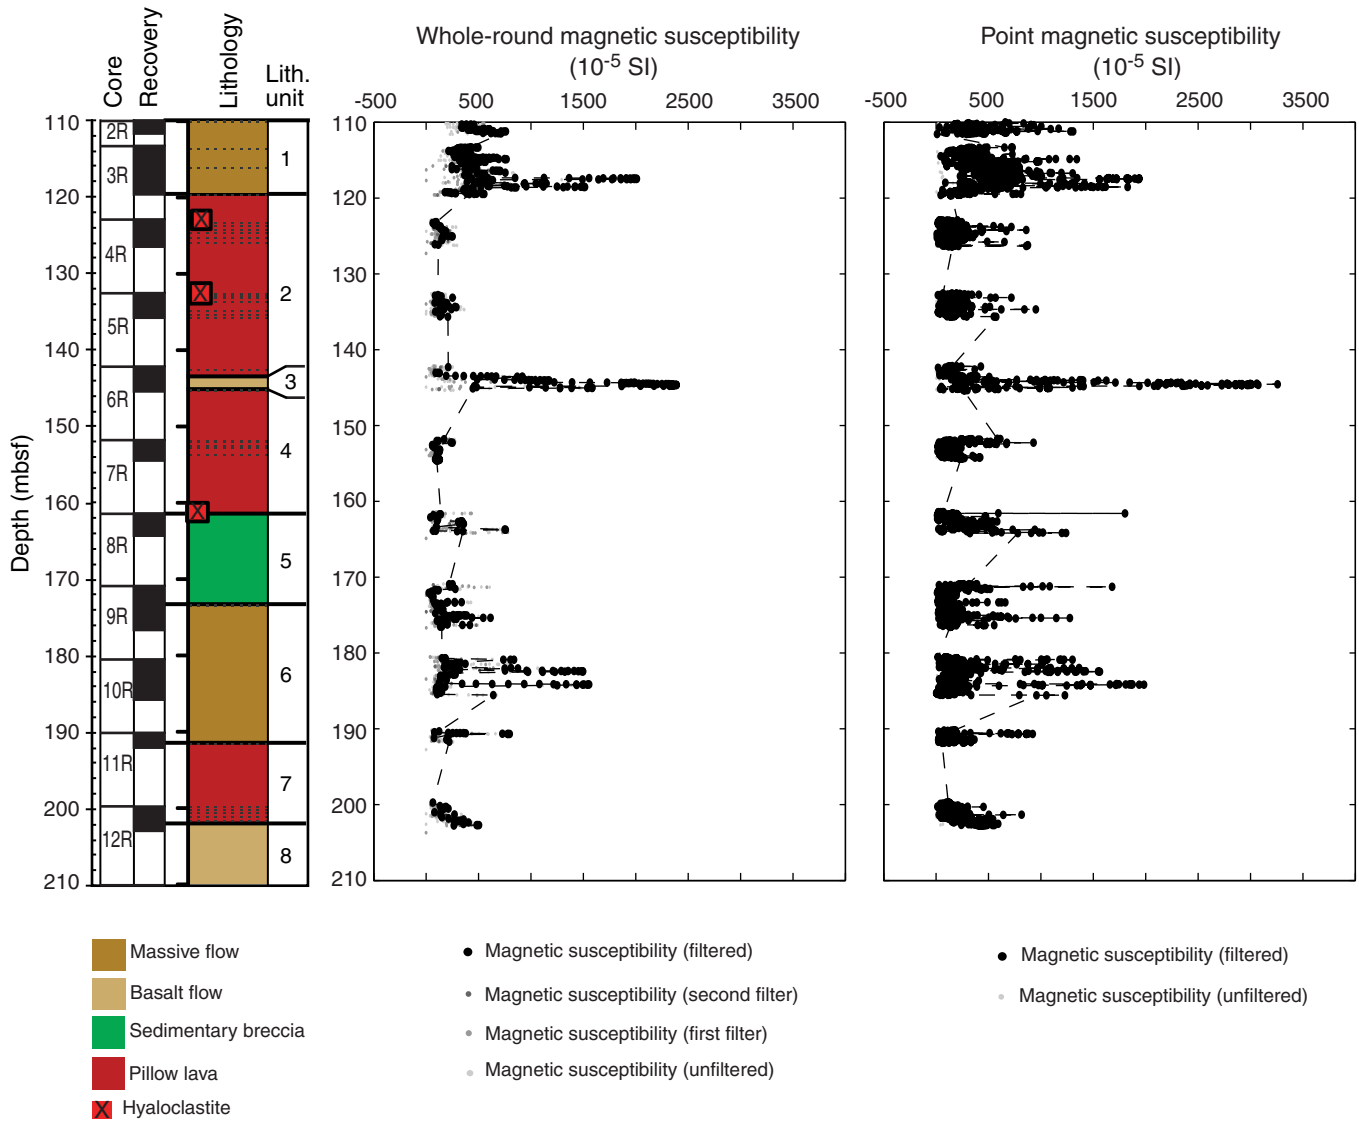 Whole-round magnetic susceptibility
(10-5 SI)
Point magnetic susceptibility
(10-5 SI)
Core
Recovery
Lithology
Lith.
unit
-500 500 1500 2500 3500
-500 500 1500 2500 3500
Depth (mbsf)
110
120
130
140
150
160
170
180
190
200
210
2R
3R
4R
5R
6R
7R
8R
9R
10R
11R
12R
1
2
3
4
5
6
7
8
110
120
130
140
150
160
170
180
190
200
210
Massive flow
Basalt flow
Sedimentary breccia
Pillow lava
Hyaloclastite
Magnetic susceptibility (filtered)
Magnetic susceptibility (second filter)
Magnetic susceptibility (first filter)
Magnetic susceptibility (unfiltered)
Magnetic susceptibility (filtered)
Magnetic susceptibility (unfiltered)